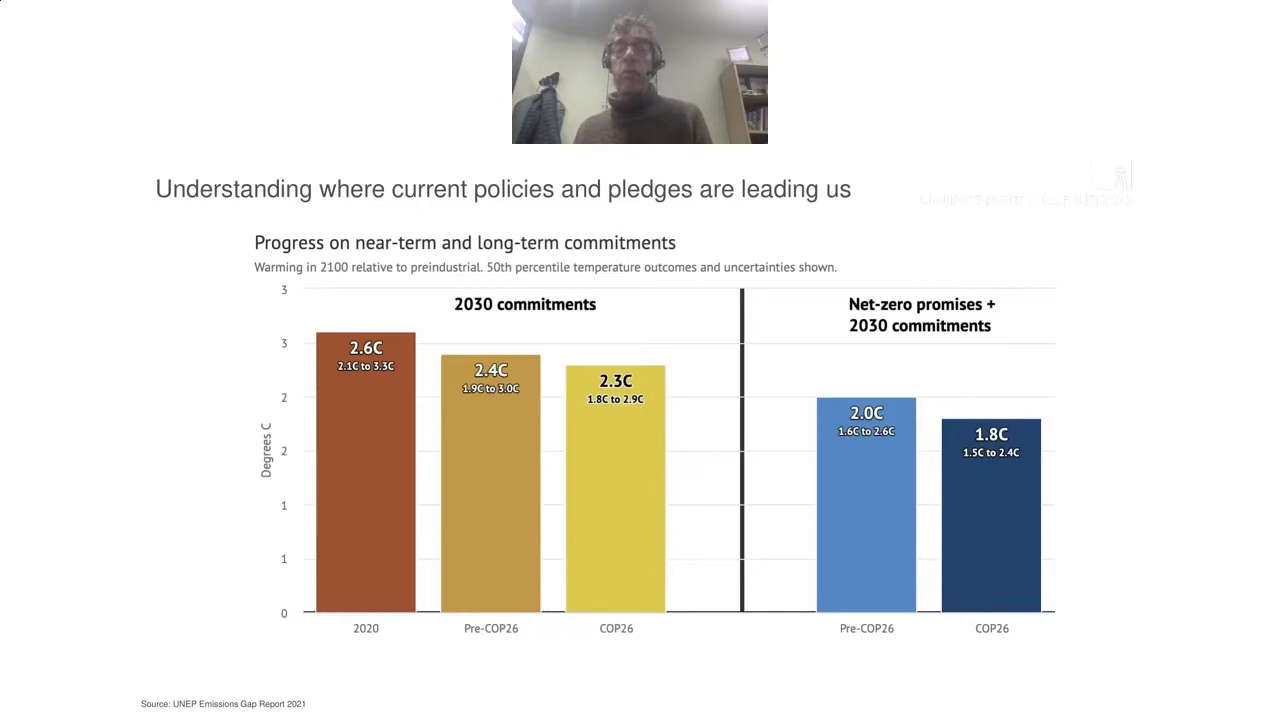 Understanding where current policies and pledges are leading us
Progress on near-term and long-term commitments
Warming in 2100 relative to preindustrial. 50th percentile temperature outcomes and uncertainties shown.
3
3
2
2
1
1
0
Degrees C
2030 commitments
2.6C
2.1C to 3.3C
2.4C
1.9C to 3.0C
2.3C
1.8C to 2.9C
Net-zero promises +
2030 commitments
2.0C
1.6C to 2.6C
1.8C
1.5C to 2.4C
2020
Pre-COP26
COP26
Pre-COP26
COP26
Source: UNEP Emissions Gap Report 2021